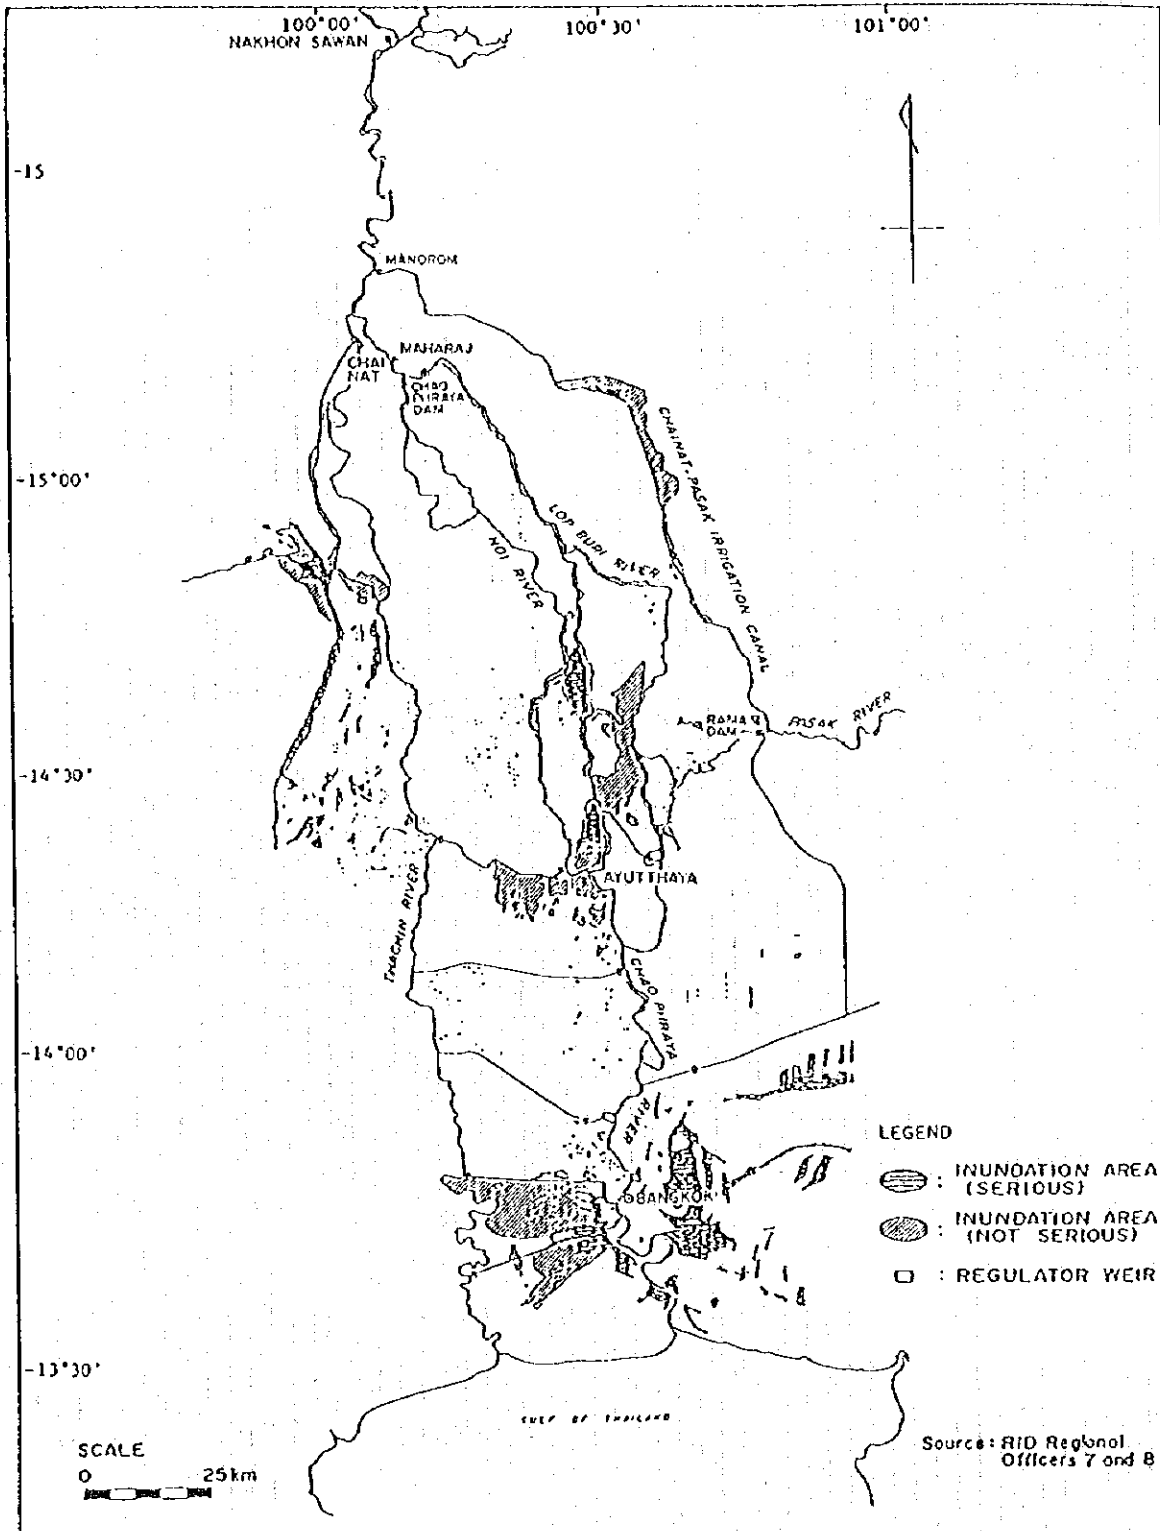 100°00'
100°30'
101°00'
NAKHON SAWAN
-15
MANOROM
MAHARAJ
CHAI
NAT
CHAO
PHRAYA
DAM
CHAINAT-PASAK IRRIGATION CANAL
-15°00'
LOP BURI RIVER
NOI RIVER
RAMA
DAM
PASAK RIVER
-14°30'
AYUTTHAYA
THACHIN RIVER
CHAO PHRAYA
RIVER
-14°00'
LEGEND
: INUNDATION AREA
(SERIOUS)
BANGKOK
: INUNDATION AREA
(NOT SERIOUS)
: REGULATOR WEIR
-13°30'
GULF OF THAILAND
SCALE
0 25km
Source: RID Regional
Officers 7 and 8